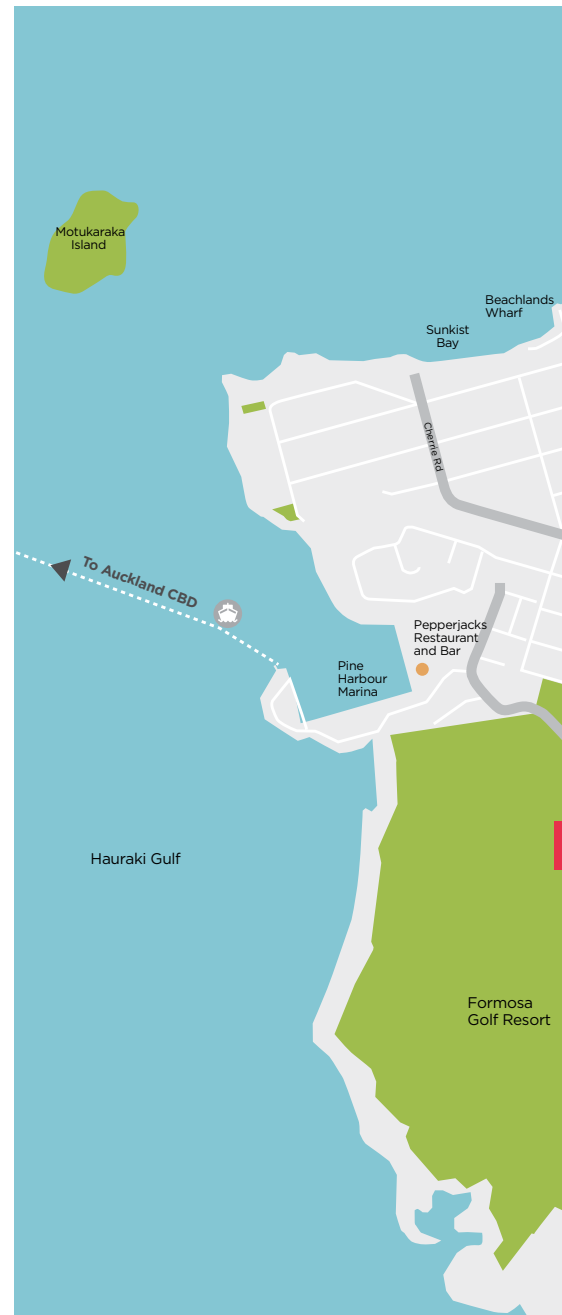 Motukaraka
Island
Beachlands
Wharf
Sunkist
Bay
Cherrie Rd
To Auckland CBD
Pepperjacks
Restaurant
and Bar
Pine
Harbour
Marina
Hauraki Gulf
Formosa
Golf Resort